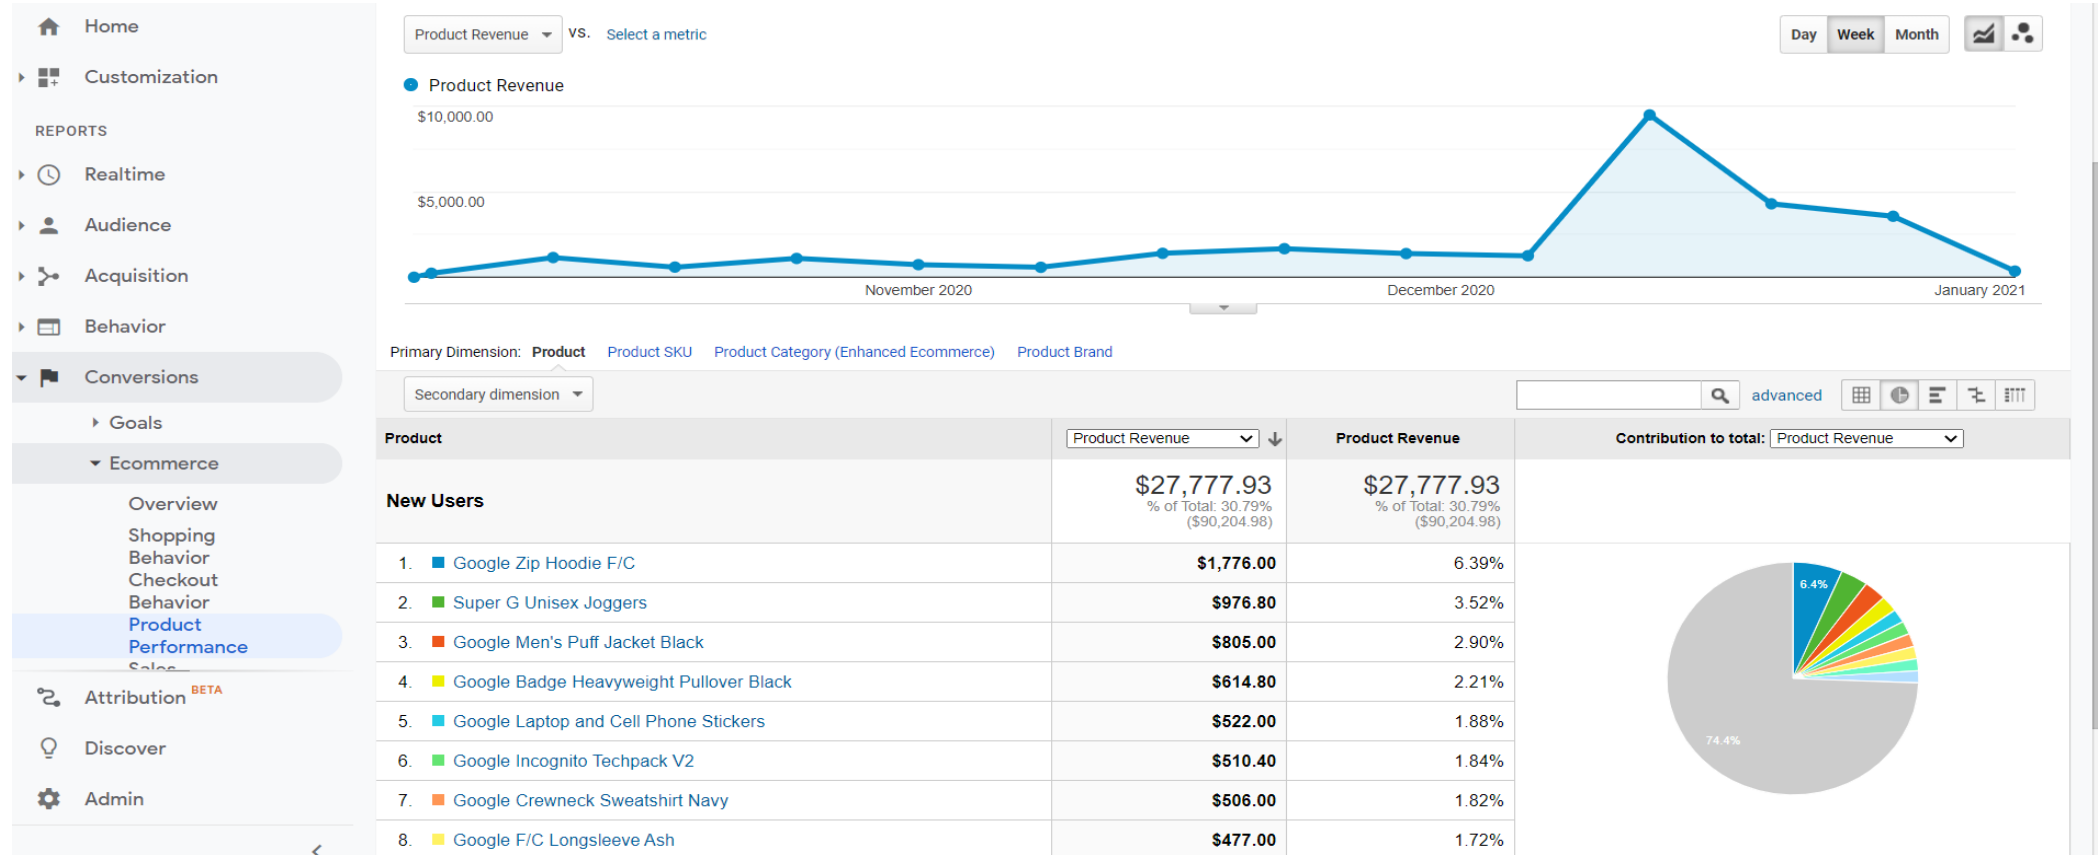 Home
Customization
REPORTS
Realtime
Audience
Acquisition
Behavior
Conversions
Goals
Ecommerce
Overview
Shopping
Behavior
Checkout
Behavior
Product
Performance
Sales
Attribution BETA
Discover
Admin
Product Revenue vs. Select a metric
Day Week Month
Product Revenue
$10,000.00
$5,000.00
November 2020 December 2020 January 2021
Primary Dimension: Product Product SKU Product Category (Enhanced Ecommerce) Product Brand
Secondary dimension
advanced
Product Product Revenue Product Revenue Contribution to total: Product Revenue
New Users $27,777.93 $27,777.93
% of Total: 30.79% % of Total: 30.79%
($90,204.98) ($90,204.98)
1. Google Zip Hoodie F/C $1,776.00 6.39%
2. Super G Unisex Joggers $976.80 3.52%
3. Google Men's Puff Jacket Black $805.00 2.90%
4. Google Badge Heavyweight Pullover Black $614.80 2.21%
5. Google Laptop and Cell Phone Stickers $522.00 1.88%
6. Google Incognito Techpack V2 $510.40 1.84%
7. Google Crewneck Sweatshirt Navy $506.00 1.82%
8. Google F/C Longsleeve Ash $477.00 1.72%
6.4%
74.4%